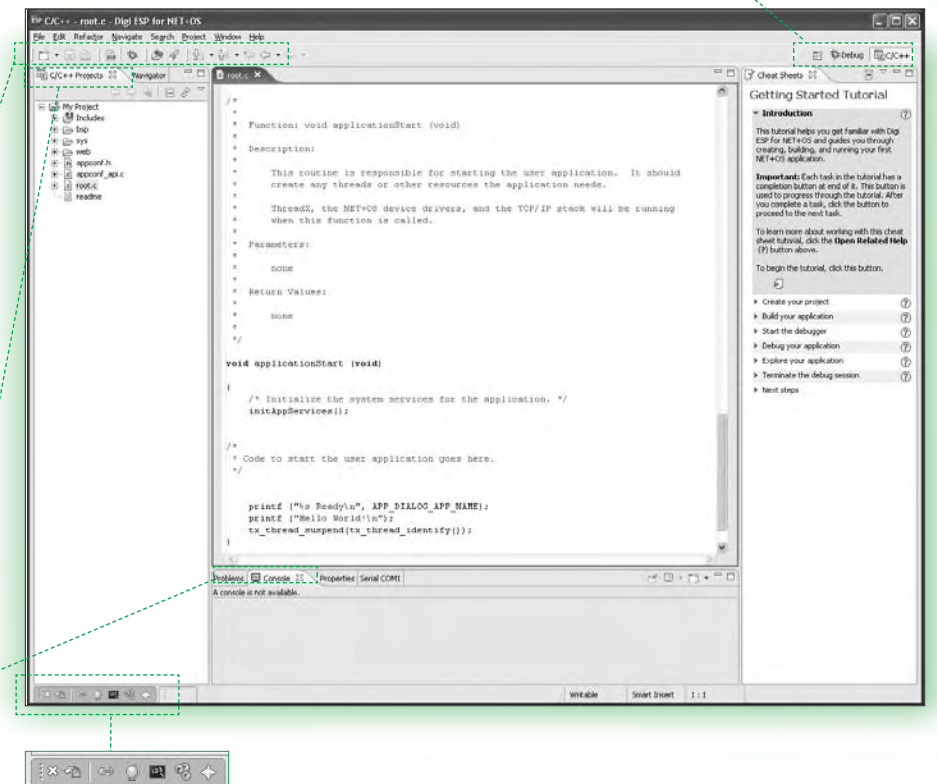 C/C++ - root.c - Digi ESP for NET+OS
File Edit Refactor Navigate Search Project Window Help
Debug C/C++
C/C++ Projects Navigator
root.c
Cheat Sheets
My Project
Includes
bsp
sys
web
appconf.h
appconf_api.c
root.c
readme
/*
*
* Function: void applicationStart (void)
*
* Description:
*
* This routine is responsible for starting the user application. It should
* create any threads or other resources the application needs.
*
* ThreadX, the NET+OS device drivers, and the TCP/IP stack will be running
* when this function is called.
*
* Parameters:
*
* none
*
* Return Values:
*
* none
*
*/
void applicationStart (void)
{
/* Initialize the system services for the application. */
initAppServices();
/*
* Code to start the user application goes here.
*/
printf ("%s Ready\n", APP_DIALOG_APP_NAME);
printf ("Hello World!\n");
tx_thread_suspend(tx_thread_identify());
}
Getting Started Tutorial
Introduction
This tutorial helps you get familiar with Digi
ESP for NET+OS and guides you through
creating, building, and running your first
NET+OS application.
Important: Each task in the tutorial has a
completion button at end of it. This button is
used to progress through the tutorial. After
you complete a task, click the button to
proceed to the next task.
To learn more about working with this cheat
sheet tutorial, click the Open Related Help
(?) button above.
To begin the tutorial, click this button.
Create your project
Build your application
Start the debugger
Debug your application
Explore your application
Terminate the debug session
Next steps
Problems Console Properties Serial COM1
A console is not available.
Writable Smart Insert 1 : 1